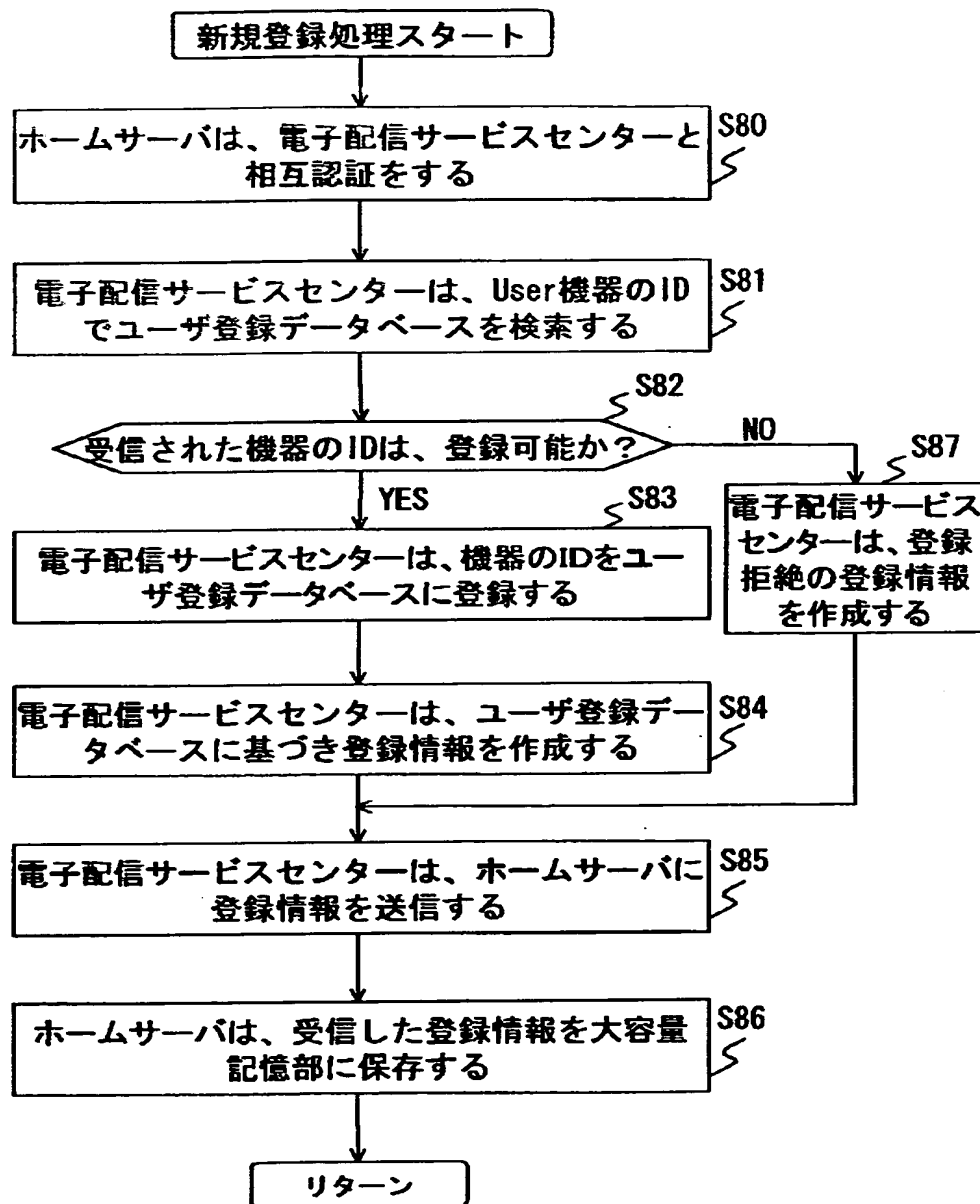 新規登録処理スタート
ホームサーバは、電子配信サービスセンターと
相互認証をする
S80
電子配信サービスセンターは、User機器のID
でユーザ登録データベースを検索する
S81
S82
受信された機器のIDは、登録可能か?
NO
YES
S83
電子配信サービスセンターは、機器のIDをユー
ザ登録データベースに登録する
S87
電子配信サービス
センターは、登録
拒絶の登録情報
を作成する
電子配信サービスセンターは、ユーザ登録デー
タベースに基づき登録情報を作成する
S84
電子配信サービスセンターは、ホームサーバに
登録情報を送信する
S85
ホームサーバは、受信した登録情報を大容量
記憶部に保存する
S86
リターン